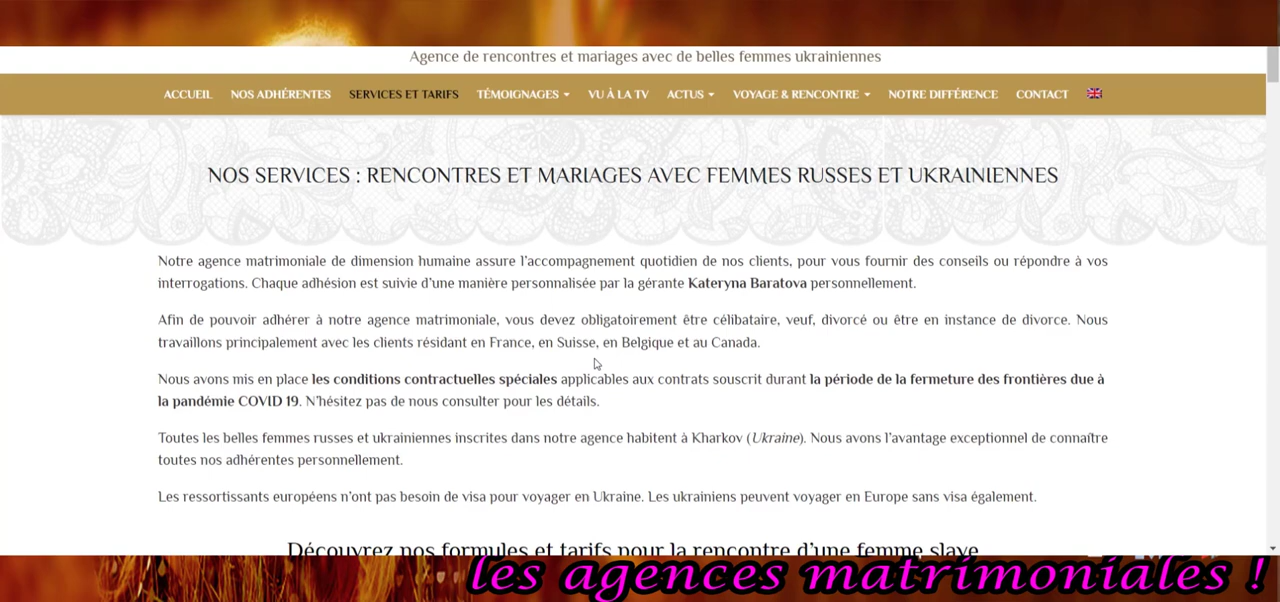 Agence de rencontres et mariages avec de belles femmes ukrainiennes
ACCUEIL NOS ADHÉRENTES SERVICES ET TARIFS TÉMOIGNAGES VU À LA TV ACTUS VOYAGE & RENCONTRE NOTRE DIFFÉRENCE CONTACT
NOS SERVICES : RENCONTRES ET MARIAGES AVEC FEMMES RUSSES ET UKRAINIENNES
Notre agence matrimoniale de dimension humaine assure l'accompagnement quotidien de nos clients, pour vous fournir des conseils ou répondre à vos
interrogations. Chaque adhésion est suivie d'une manière personnalisée par la gérante Kateryna Baratova personnellement.
Afin de pouvoir adhérer à notre agence matrimoniale, vous devez obligatoirement être célibataire, veuf, divorcé ou être en instance de divorce. Nous
travaillons principalement avec les clients résidant en France, en Suisse, en Belgique et au Canada.
Nous avons mis en place les conditions contractuelles spéciales applicables aux contrats souscrit durant la période de la fermeture des frontières due à
la pandémie COVID 19. N'hésitez pas de nous consulter pour les détails.
Toutes les belles femmes russes et ukrainiennes inscrites dans notre agence habitent à Kharkov (Ukraine). Nous avons l'avantage exceptionnel de connaître
toutes nos adhérentes personnellement.
Les ressortissants européens n'ont pas besoin de visa pour voyager en Ukraine. Les ukrainiens peuvent voyager en Europe sans visa également.
Découvrez nos formules et tarifs pour la rencontre d'une femme slave
les agences matrimoniales !